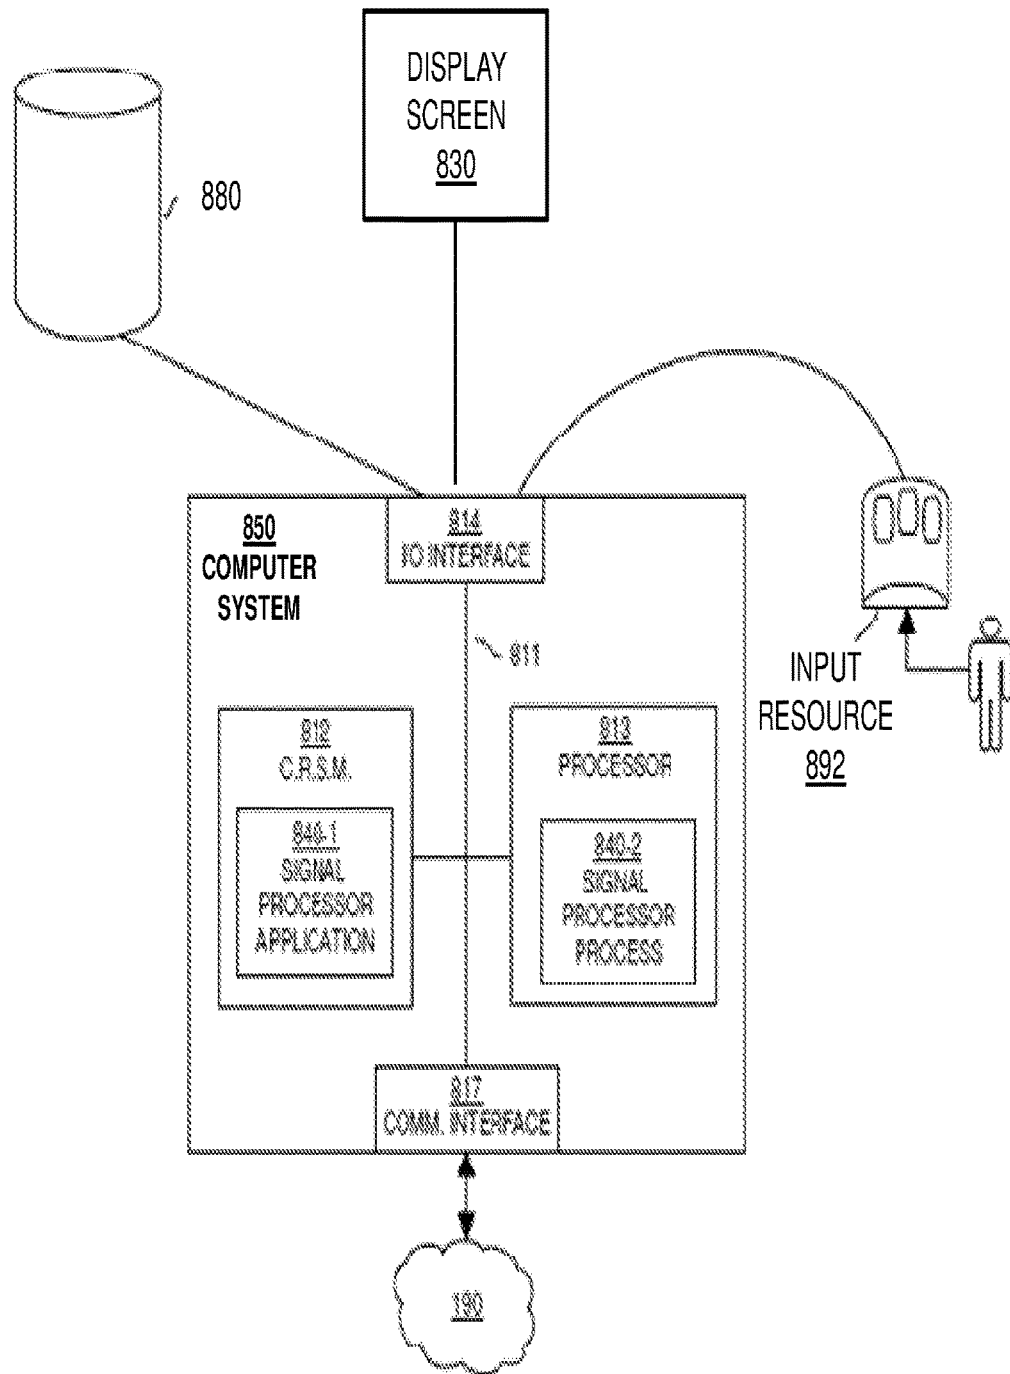 DISPLAY
SCREEN
830
880
850
COMPUTER
SYSTEM
814
I/O INTERFACE
811
INPUT
RESOURCE
892
812
C.R.S.M.
840-1
SIGNAL
PROCESSOR
APPLICATION
813
PROCESSOR
840-2
SIGNAL
PROCESSOR
PROCESS
817
COMM. INTERFACE
190